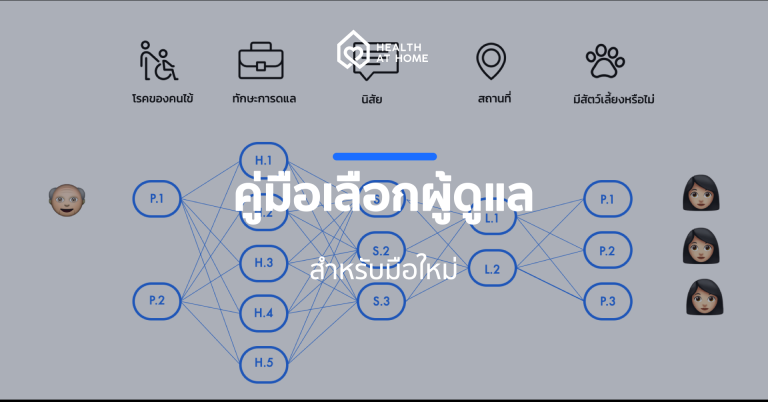 HEALTH
AT HOME
โรคของคนไข้
ทักษะการดแล
นิสัย
สถานที่
มีสัตว์เลี้ยงหรือไม่
คู่มือเลือกผู้ดูแล
สำหรับมือใหม่
P.1
P.2
H.1
H.3
H.4
H.5
S.2
S.3
L.1
L.2
P.1
P.2
P.3